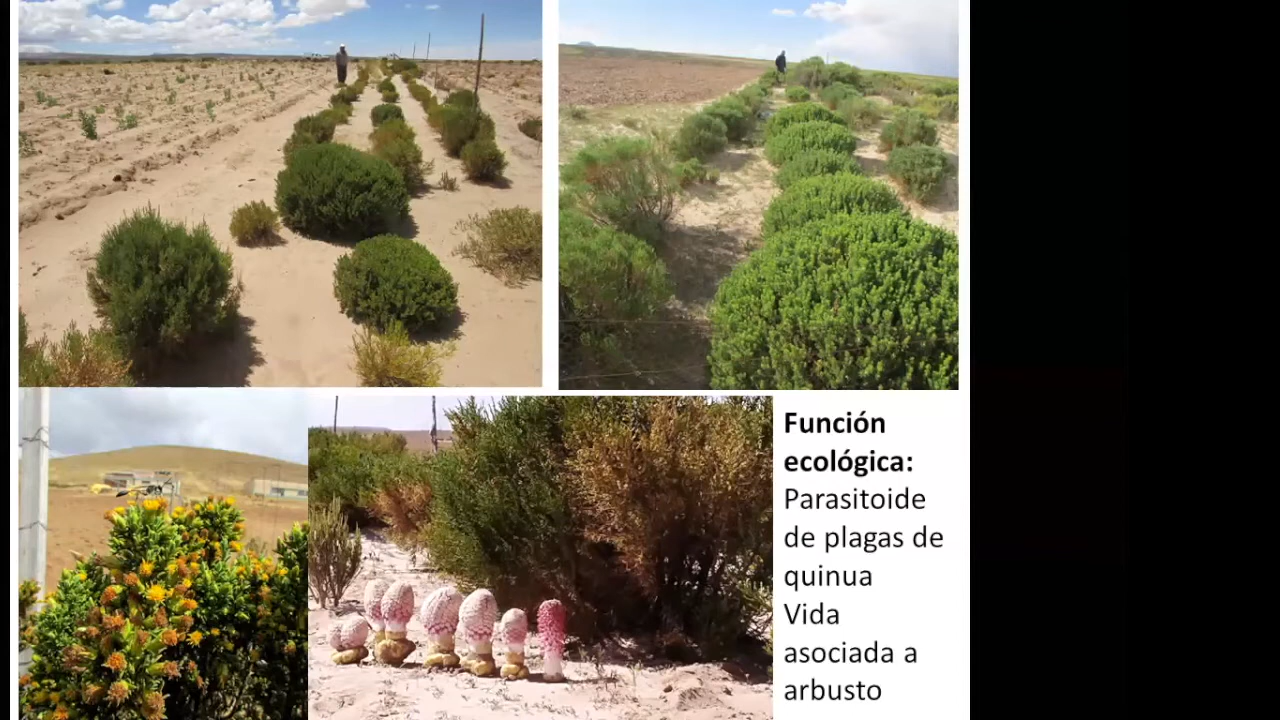 Función
ecológica:
Parasitoide
de plagas de
quinua
Vida
asociada a
arbusto